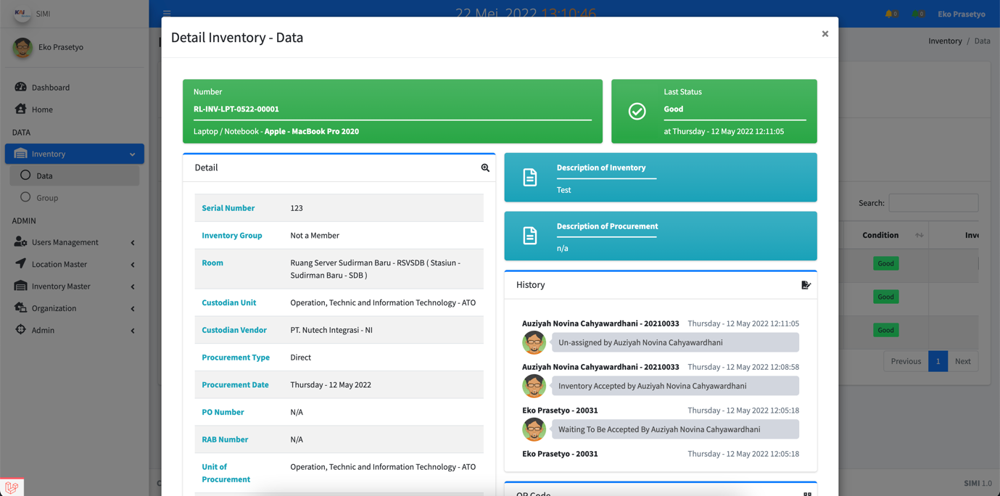 KAI
SIMI
22 Mei, 2022 13:10:46
0
0
Eko Prasetyo
Eko Prasetyo
Dashboard
Home
DATA
Inventory
Data
Group
ADMIN
Users Management
Location Master
Inventory Master
Organization
Admin
Inventory / Data
Detail Inventory - Data
×
Number
RL-INV-LPT-0522-00001
Laptop / Notebook - Apple - MacBook Pro 2020
Last Status
Good
at Thursday - 12 May 2022 12:11:05
Detail
Serial Number 123
Inventory Group Not a Member
Room Ruang Server Sudirman Baru - RSVSDB ( Stasiun -
Sudirman Baru - SDB )
Custodian Unit Operation, Technic and Information Technology - ATO
Custodian Vendor PT. Nutech Integrasi - NI
Procurement Type Direct
Procurement Date Thursday - 12 May 2022
PO Number N/A
RAB Number N/A
Unit of Operation, Technic and Information Technology - ATO
Procurement
Description of Inventory
Test
Description of Procurement
n/a
History
Auziyah Novina Cahyawardhani - 20210033 Thursday - 12 May 2022 12:11:05
Un-assigned by Auziyah Novina Cahyawardhani
Auziyah Novina Cahyawardhani - 20210033 Thursday - 12 May 2022 12:08:58
Inventory Accepted by Auziyah Novina Cahyawardhani
Eko Prasetyo - 20031 Thursday - 12 May 2022 12:05:18
Waiting To Be Accepted By Auziyah Novina Cahyawardhani
Eko Prasetyo - 20031 Thursday - 12 May 2022 12:05:18
QR Code
Search:
Condition
Inve
Good
Good
Good
Previous 1 Next
SIMI 1.0